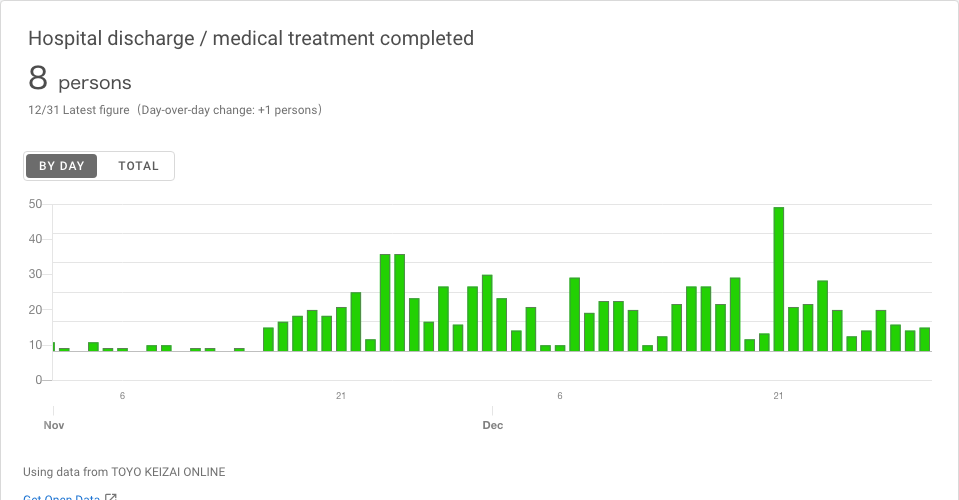 Hospital discharge / medical treatment completed
8 persons
12/31 Latest figure（Day-over-day change: +1 persons）
BY DAY TOTAL
50
40
30
20
10
0
6 21 6 21
Nov Dec
Using data from TOYO KEIZAI ONLINE
Get Open Data